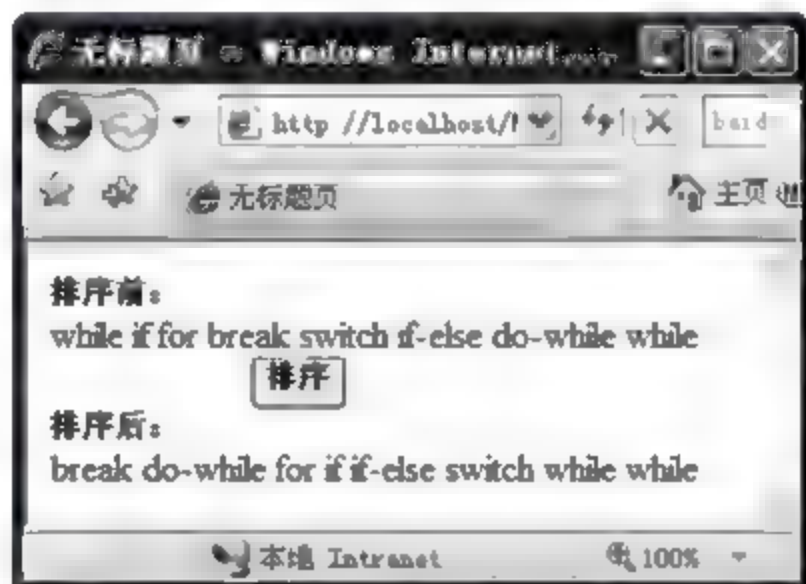 无标题页 - Windows Internet...
http //localhost/
无标题页
主页
排序前：
while if for break switch if-else do-while while
排序
排序后：
break do-while for if if-else switch while while
本地 Intranet
100%